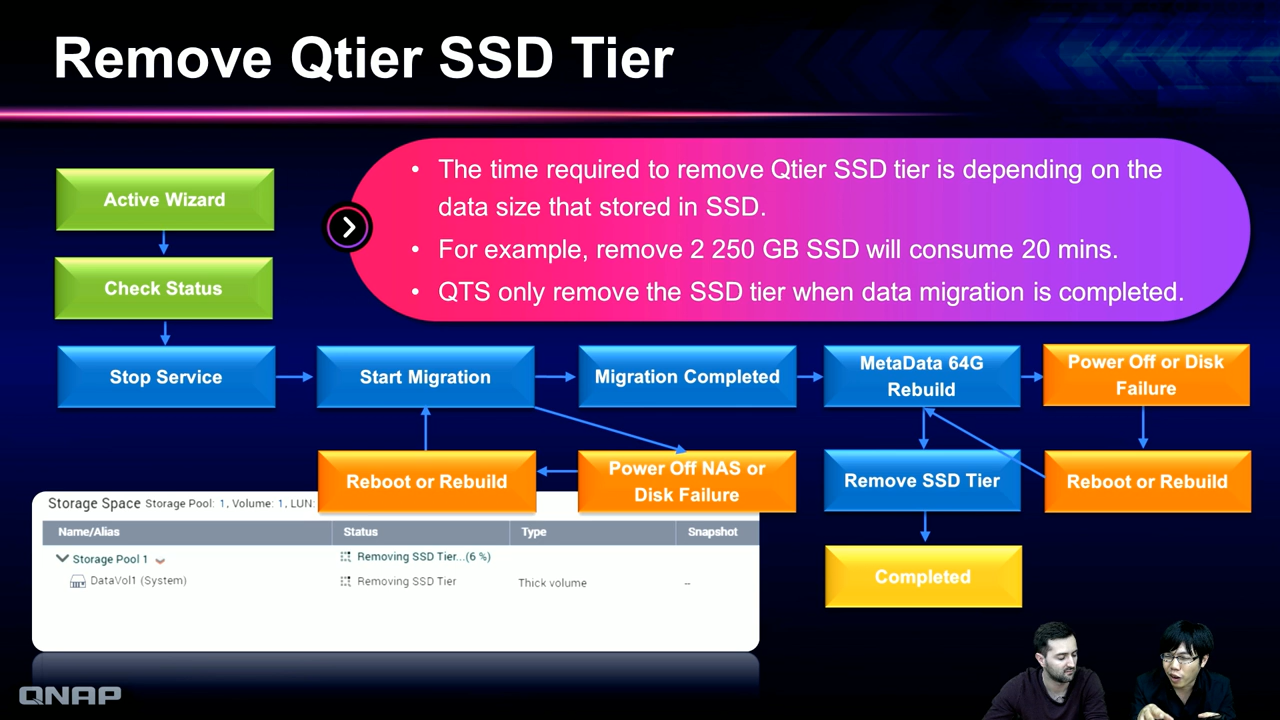 Remove Qtier SSD Tier
• The time required to remove Qtier SSD tier is depending on the
data size that stored in SSD.
• For example, remove 2 250 GB SSD will consume 20 mins.
• QTS only remove the SSD tier when data migration is completed.
Active Wizard
Check Status
Stop Service
Start Migration
Migration Completed
MetaData 64G
Rebuild
Power Off or Disk
Failure
Reboot or Rebuild
Power Off NAS or
Disk Failure
Remove SSD Tier
Reboot or Rebuild
Completed
Storage Space Storage Pool: 1, Volume: 1, LUN:
Name/Alias Status Type Snapshot
Storage Pool 1 Removing SSD Tier...(6 %)
DataVol1 (System) Removing SSD Tier Thick volume --
QNAP